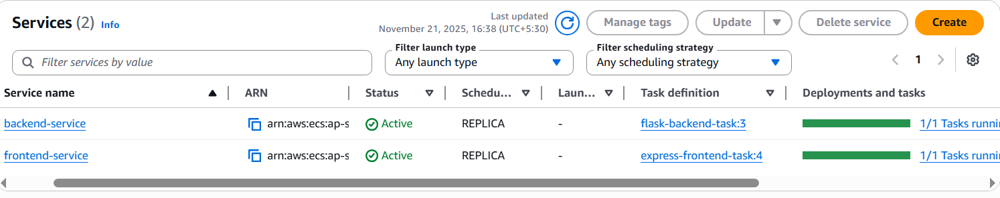 Services (2) Info
Last updated
November 21, 2025, 16:38 (UTC+5:30)
Manage tags
Update
Delete service
Create
Filter services by value
Filter launch type
Any launch type
Filter scheduling strategy
Any scheduling strategy
1
Service name ARN Status Schedu... Laun... Task definition Deployments and tasks
backend-service arn:aws:ecs:ap-s Active REPLICA - flask-backend-task:3 1/1 Tasks runni
frontend-service arn:aws:ecs:ap-s Active REPLICA - express-frontend-task:4 1/1 Tasks runni